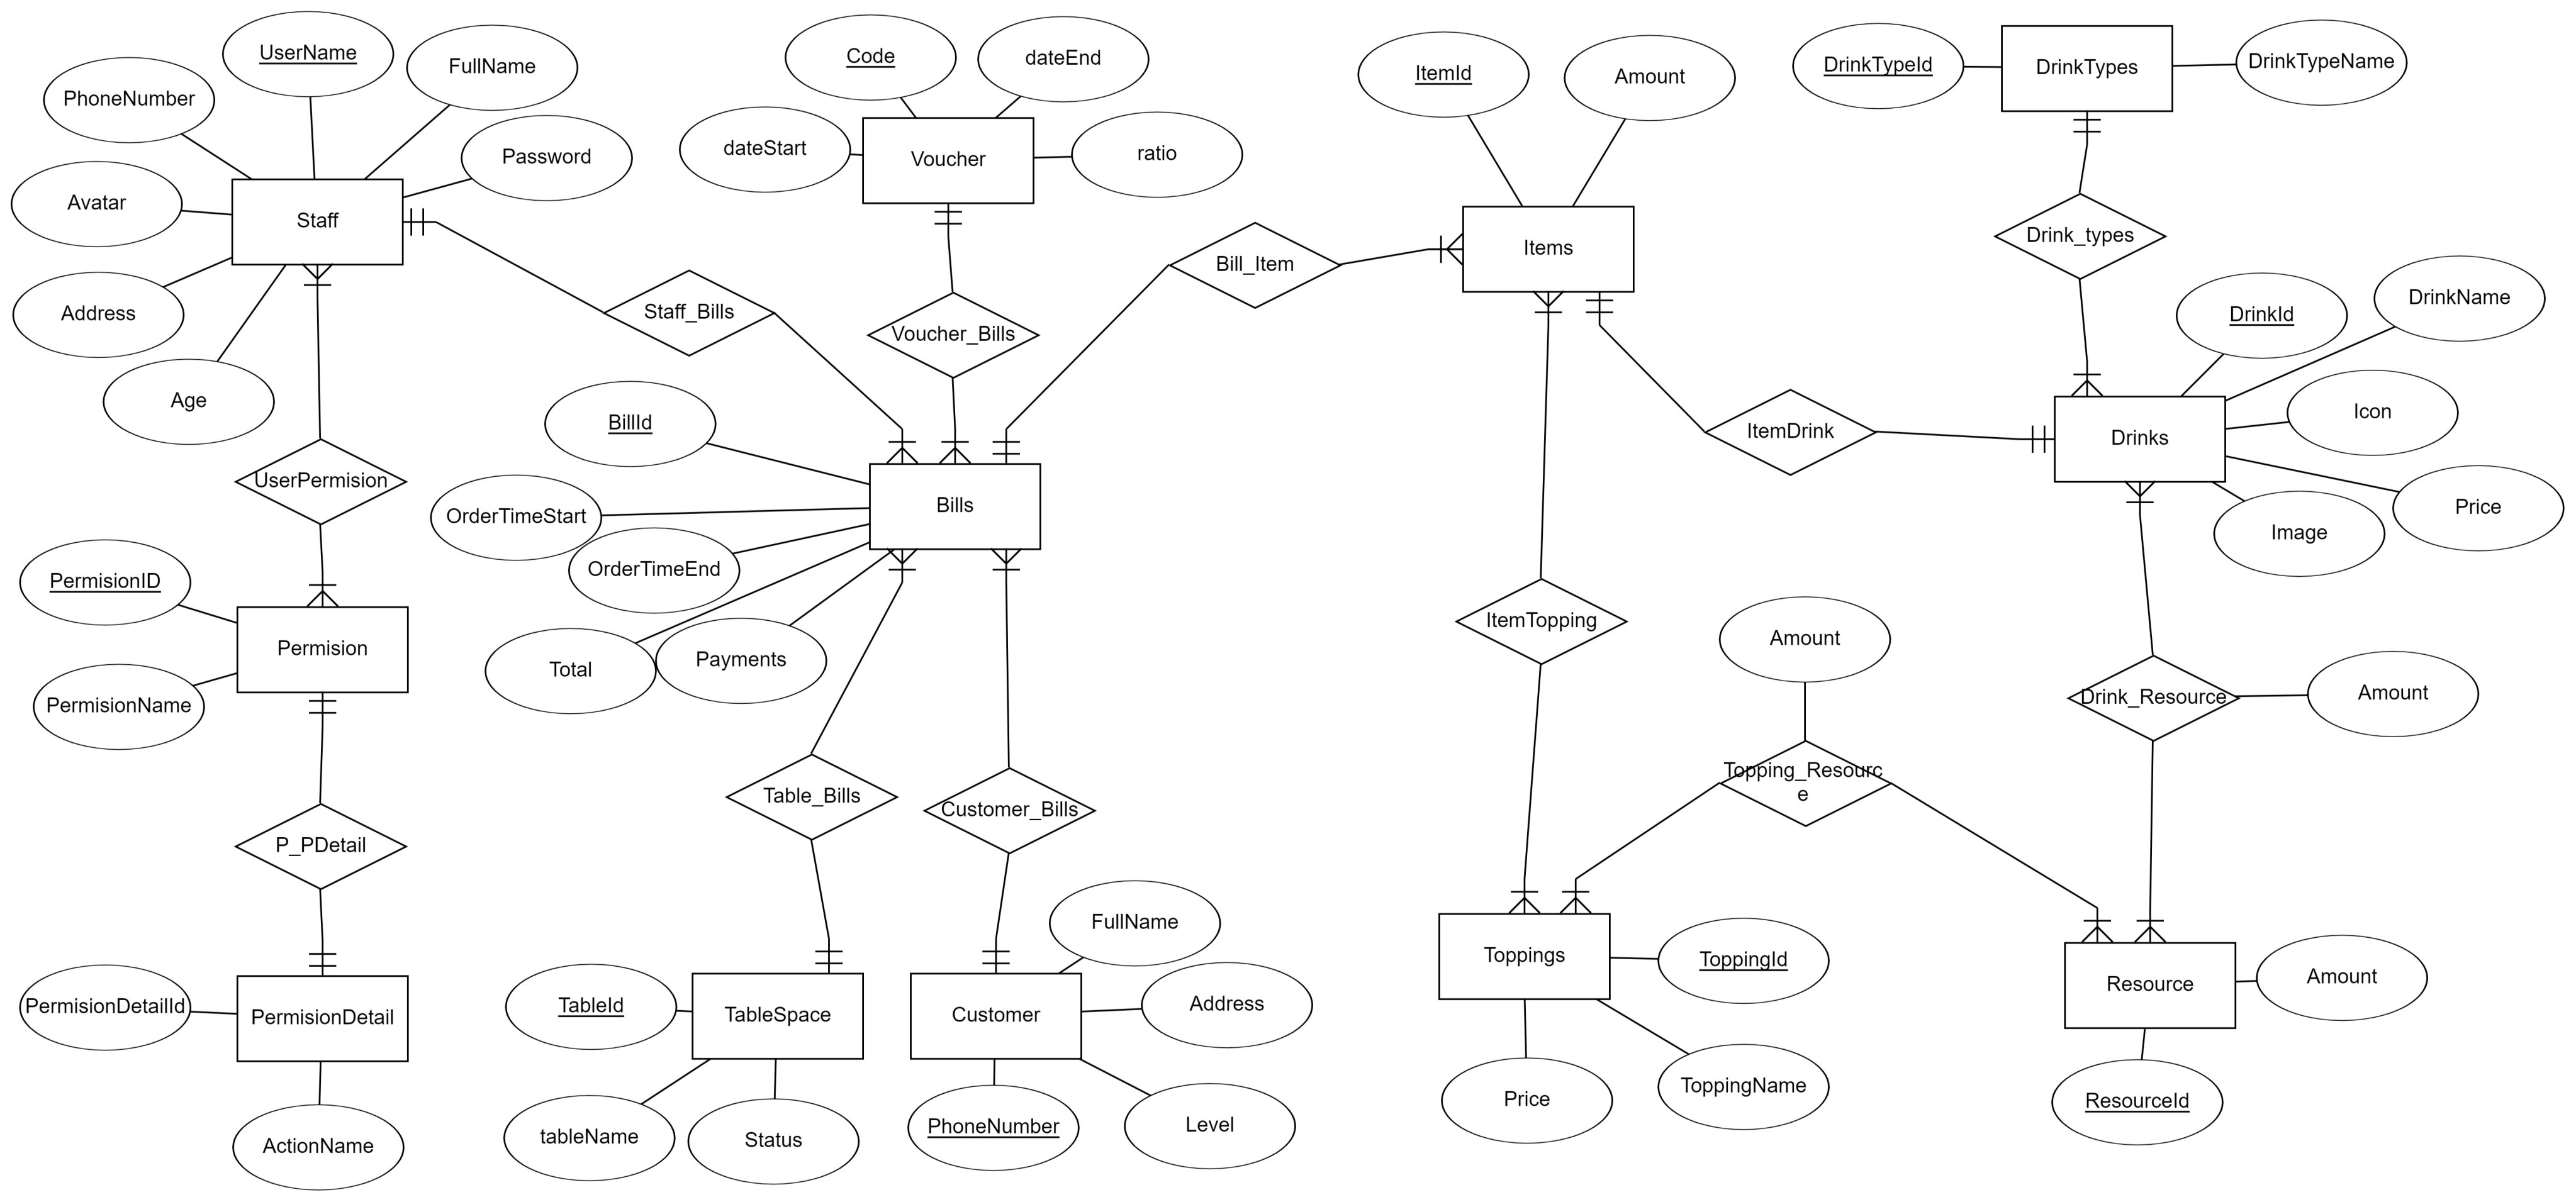 UserName
FullName
Password
PhoneNumber
Avatar
Address
Age
Staff
Staff_Bills
UserPermision
PermisionID
PermisionName
Permision
P_PDetail
PermisionDetailId
PermisionDetail
ActionName
Code
dateEnd
ratio
dateStart
Voucher
Voucher_Bills
Bills
BillId
OrderTimeStart
OrderTimeEnd
Total
Payments
Table_Bills
TableSpace
TableId
tableName
Status
Customer_Bills
Customer
FullName
Address
Level
PhoneNumber
Bill_Item
ItemId
Amount
Items
ItemTopping
ItemDrink
Toppings
ToppingId
ToppingName
Price
Topping_Resourc
e
Amount
DrinkTypeId
DrinkTypes
DrinkTypeName
Drink_types
Drinks
DrinkId
DrinkName
Icon
Price
Image
Drink_Resource
Amount
Resource
Amount
ResourceId